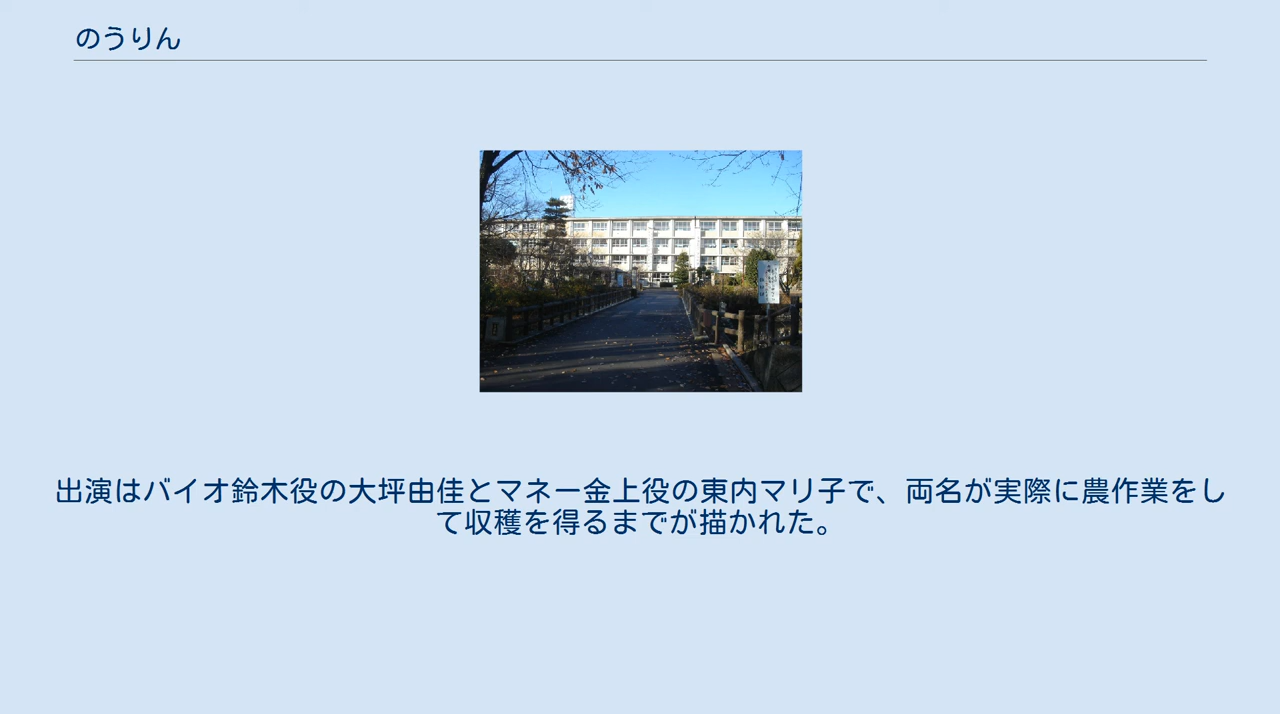 のうりん
出演はバイオ鈴木役の大坪由佳とマネー金上役の東内マリ子で、両名が実際に農作業をし
て収穫を得るまでが描かれた。